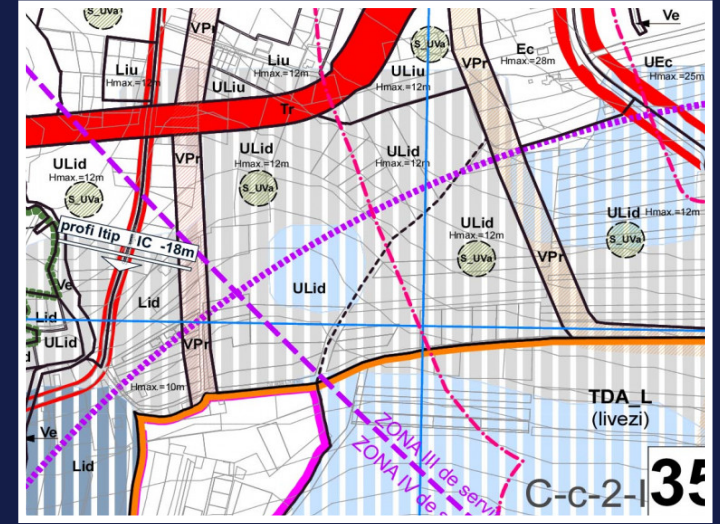 S_UVa
VPr
Ve
Liu
Hmax.=12m
Liu
Hmax.=12m
ULiu
S_UVa
ULiu
Hmax.=12m
VPr
Ec
Hmax.=28m
UEc
Hmax.=25m
Tr
VPr
ULid
Hmax.=12m
S_UVa
ULid
Hmax.=12m
S_UVa
ULid
Hmax.=12m
ULid
Hmax.=12m
S_UVa
ULid Hmax.=12m
S_UVa
VPr
profil tip IC -18m
Ve
Lid
ULid
Lid
ULid
VPr
Hmax.=10m
TDA_L
(livezi)
Ve
Lid
ZONA III de servi
ZONA IV de s
C-c-2-I
35